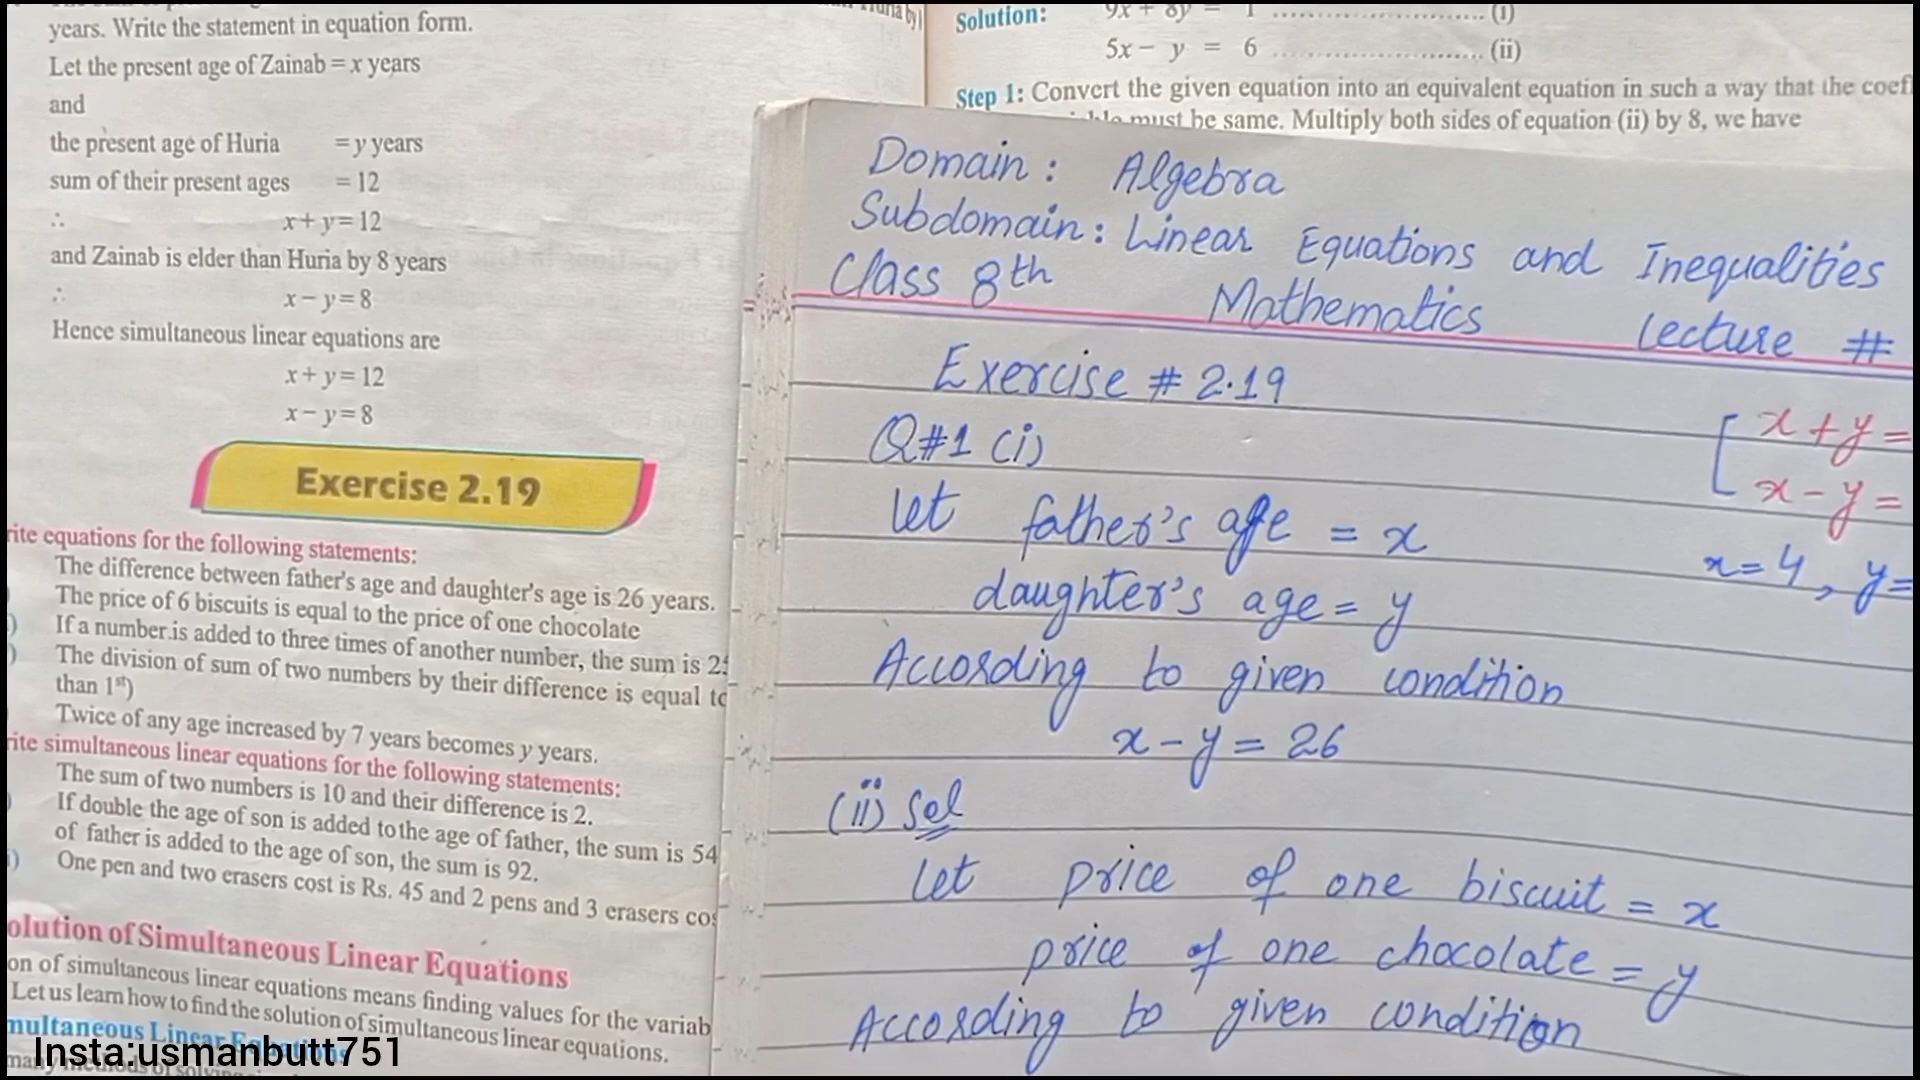 years. Write the statement in equation form.
Let the present age of Zainab = x years
and
the present age of Huria = y years
sum of their present ages = 12
∴ x + y = 12
and Zainab is elder than Huria by 8 years
∴ x − y = 8
Hence simultaneous linear equations are
x + y = 12
x − y = 8
Exercise 2.19
rite equations for the following statements:
The difference between father's age and daughter's age is 26 years.
The price of 6 biscuits is equal to the price of one chocolate
If a number is added to three times of another number, the sum is
The division of sum of two numbers by their difference is equal to
than 1st)
Twice of any age increased by 7 years becomes y years.
rite simultaneous linear equations for the following statements:
The sum of two numbers is 10 and their difference is 2.
If double the age of son is added to the age of father, the sum is 54
of father is added to the age of son, the sum is 92.
One pen and two erasers cost is Rs. 45 and 2 pens and 3 erasers cos
olution of Simultaneous Linear Equations
on of simultaneous linear equations means finding values for the variab
Let us learn how to find the solution of simultaneous linear equations.
multaneous Linear Equations
Insta:usmanbutt751
Solution: 9x + 8y = 1 .................... (i)
5x − y = 6 .................... (ii)
Step 1: Convert the given equation into an equivalent equation in such a way that the coeff
must be same. Multiply both sides of equation (ii) by 8, we have
Domain: Algebra
Subdomain: Linear Equations and Inequalities
Class 8th Mathematics Lecture #
Exercise # 2.19
Q#1 (i)
Let father's age = x
daughter's age = y
According to given condition
x - y = 26
(ii) Sol
Let price of one biscuit = x
price of one chocolate = y
According to given condition
x + y =
x - y =
x = 4, y =